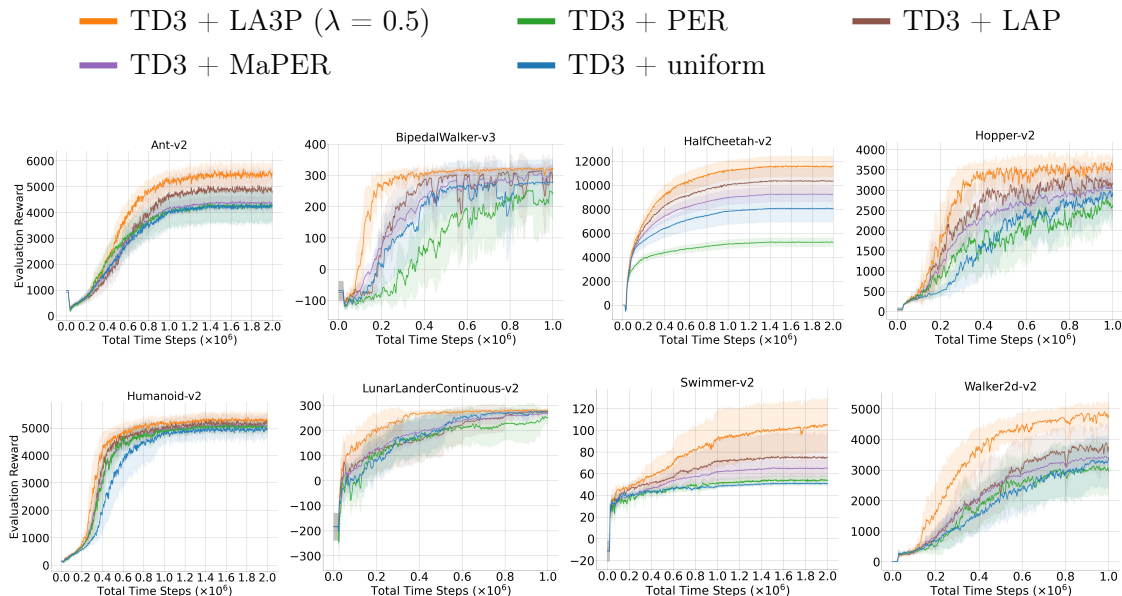 TD3 + LA3P (λ = 0.5) TD3 + PER TD3 + LAP
TD3 + MaPER TD3 + uniform
Ant-v2
Evaluation Reward
6000
5000
4000
3000
2000
1000
0
0.0 0.2 0.4 0.6 0.8 1.0 1.2 1.4 1.6 1.8 2.0
Total Time Steps (×10⁶)
BipedalWalker-v3
400
300
200
100
0
−100
0.0 0.2 0.4 0.6 0.8 1.0
Total Time Steps (×10⁶)
HalfCheetah-v2
12000
10000
8000
6000
4000
2000
0
0.0 0.2 0.4 0.6 0.8 1.0 1.2 1.4 1.6 1.8 2.0
Total Time Steps (×10⁶)
Hopper-v2
4000
3500
3000
2500
2000
1500
1000
500
0
0.0 0.2 0.4 0.6 0.8 1.0
Total Time Steps (×10⁶)
Humanoid-v2
Evaluation Reward
5000
4000
3000
2000
1000
0
0.0 0.2 0.4 0.6 0.8 1.0 1.2 1.4 1.6 1.8 2.0
Total Time Steps (×10⁶)
LunarLanderContinuous-v2
300
200
100
0
−100
−200
−300
0.0 0.2 0.4 0.6 0.8 1.0
Total Time Steps (×10⁶)
Swimmer-v2
120
100
80
60
40
20
0
−20
0.0 0.2 0.4 0.6 0.8 1.0 1.2 1.4 1.6 1.8 2.0
Total Time Steps (×10⁶)
Walker2d-v2
5000
4000
3000
2000
1000
0
0.0 0.2 0.4 0.6 0.8 1.0
Total Time Steps (×10⁶)